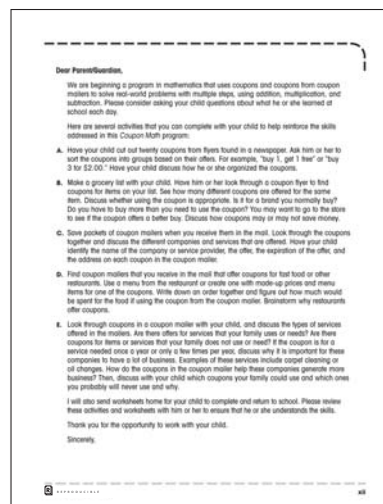 Dear Parent/Guardian,
We are beginning a program in mathematics that uses coupons and coupons from coupon
mailers to solve real-world problems with multiple steps, using addition, multiplication, and
subtraction. Please consider asking your child questions about what he or she learned at
school each day.
Here are several activities that you can complete with your child to help reinforce the skills
addressed in this Coupon Math program:
A. Have your child cut out twenty coupons from flyers found in a newspaper. Ask him or her to
sort the coupons into groups based on their offers. For example, "buy 1, get 1 free" or "buy
3 for $2.00." Have your child discuss how he or she organized the coupons.
B. Make a grocery list with your child. Have him or her look through a coupon flyer to find
coupons for items on your list. See how many different coupons are offered for the same
item. Discuss whether using the coupon is appropriate. Is it for a brand you normally buy?
Do you have to buy more than you need to use the coupon? You may want to go to the store
to see if the coupon offers a better buy. Discuss how coupons may or may not save money.
C. Save packets of coupon mailers when you receive them in the mail. Look through the coupons
together and discuss the different companies and services that are offered. Have your child
identify the name of the company or service provider, the offer, the expiration of the offer, and
the address on each coupon in the coupon mailer.
D. Find coupon mailers that you receive in the mail that offer coupons for fast food or other
restaurants. Use a menu from the restaurant or create one with made-up prices and menu
items for one of the coupons. Write down an order together and figure out how much would
be spent for the food if using the coupon from the coupon mailer. Brainstorm why restaurants
offer coupons.
E. Look through coupons in a coupon mailer with your child, and discuss the types of services
offered in the mailers. Are there offers for services that your family uses or needs? Are there
coupons for items or services that your family does not use or need? If the coupon is for a
service needed once a year or only a few times per year, discuss why it is important for these
companies to have a lot of business. Examples of these services include carpet cleaning or
oil changes. How do the coupons in the coupon mailer help these companies generate more
business? Then, discuss with your child which coupons your family could use and which ones
you probably will never use and why.
I will also send worksheets home for your child to complete and return to school. Please review
these activities and worksheets with him or her to ensure that he or she understands the skills.
Thank you for the opportunity to work with your child.
Sincerely,
R REPRODUCIBLE
xii